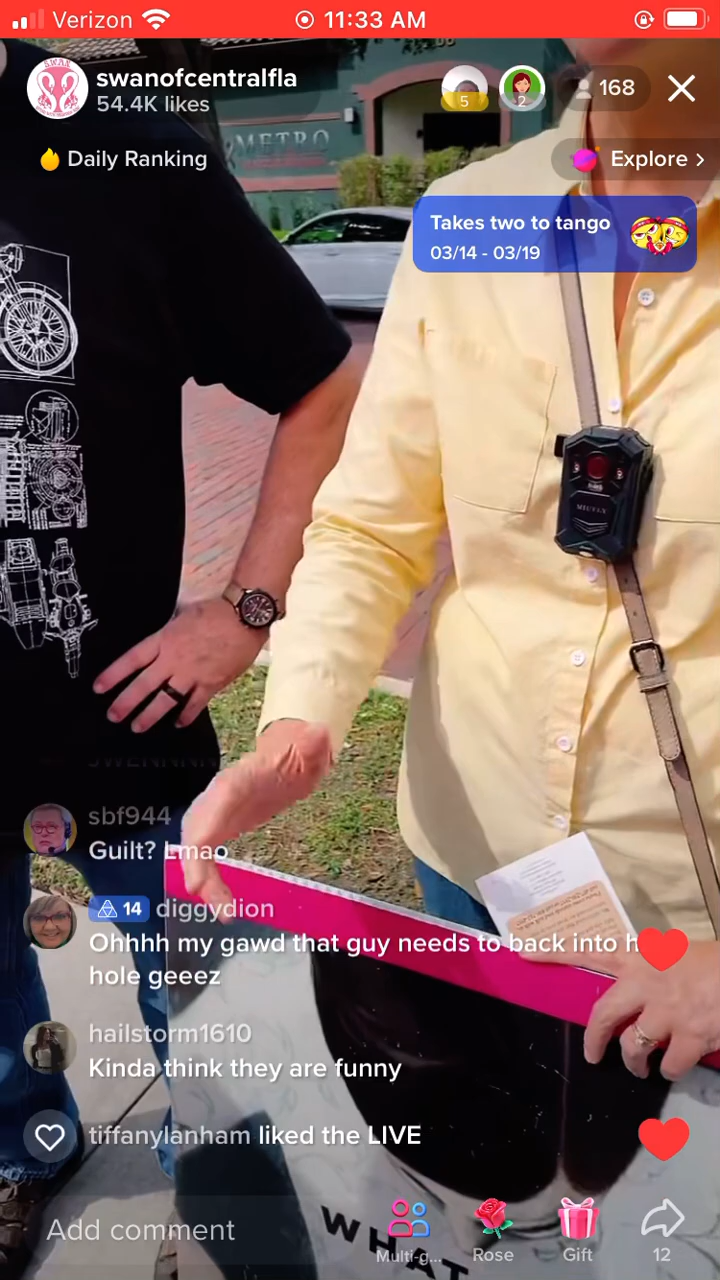 Verizon
11:33 AM
S.W.A.N
swanofcentralfla
54.4K likes
5
2
168
METRO
Daily Ranking
Explore >
Takes two to tango
03/14 - 03/19
MIUFLY
sbf944
Guilt? Lmao
14 diggydion
Ohhhh my gawd that guy needs to back into h
hole geeez
hailstorm1610
Kinda think they are funny
tiffanylanham liked the LIVE
WHAT
Add comment
Multi-g...
Rose
Gift
12